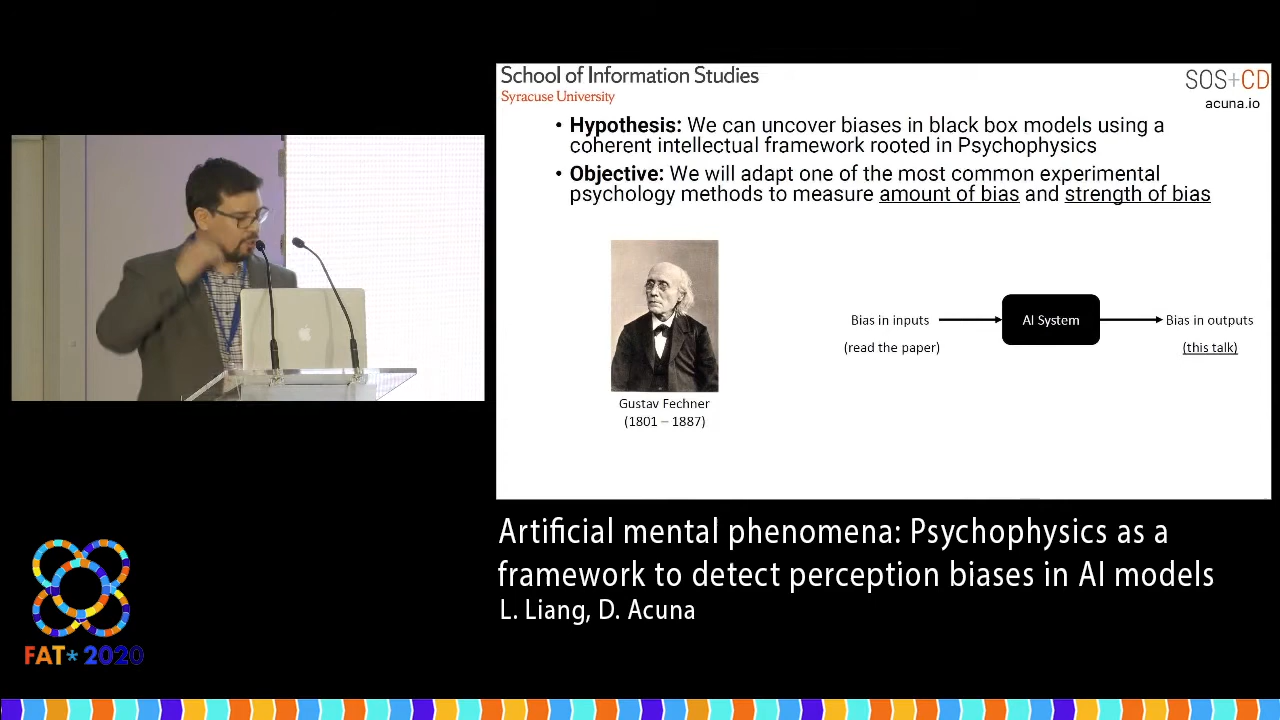 School of Information Studies
Syracuse University
SOS+CD
acuna.io
• Hypothesis: We can uncover biases in black box models using a
coherent intellectual framework rooted in Psychophysics
• Objective: We will adapt one of the most common experimental
psychology methods to measure amount of bias and strength of bias
Gustav Fechner
(1801 – 1887)
Bias in inputs
(read the paper)
AI System
Bias in outputs
(this talk)
Artificial mental phenomena: Psychophysics as a
framework to detect perception biases in AI models
L. Liang, D. Acuna
FAT* 2020